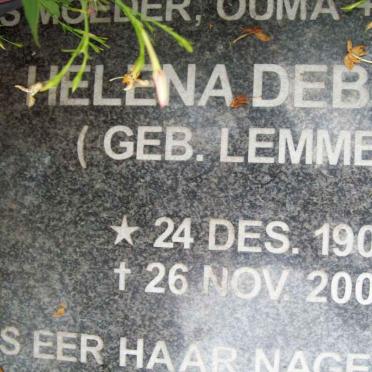 S MOEDER, OUMA
HELENA DEB
( GEB. LEMME
★ 24 DES. 190
† 26 NOV. 200
S EER HAAR NAGE